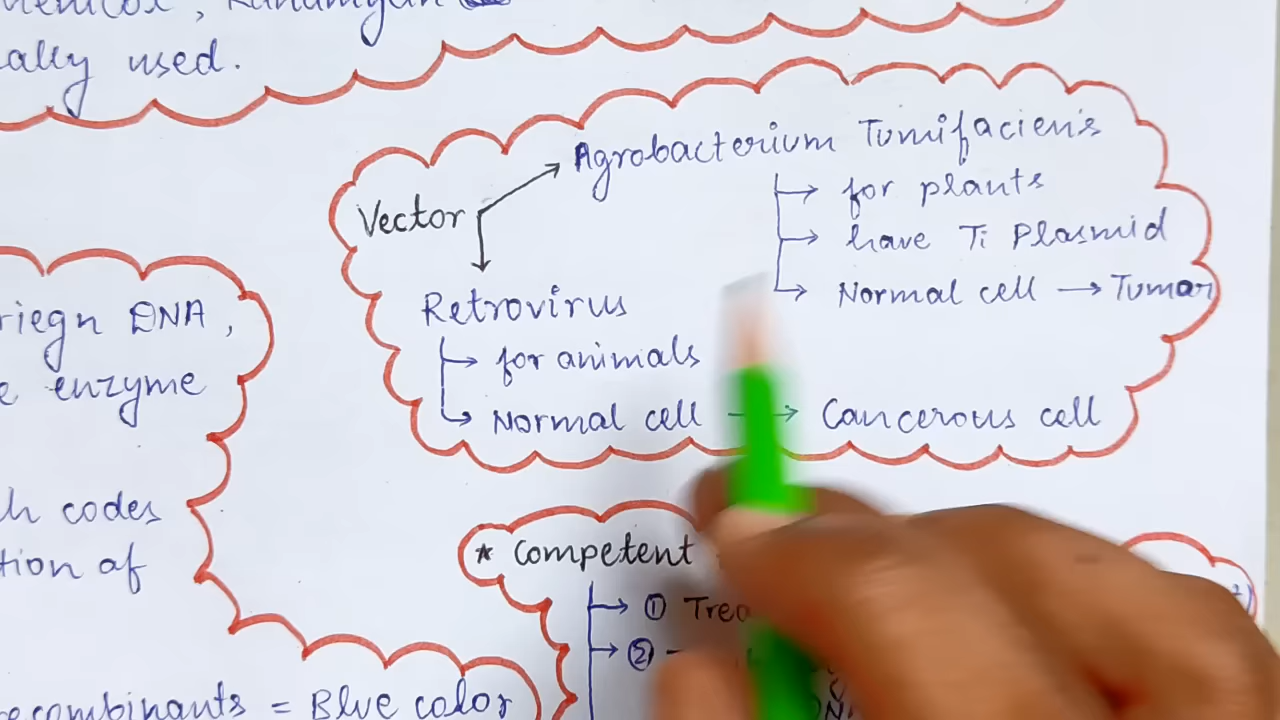 ally used.
Agrobacterium Tumifaciens
Vector
for plants
have Ti Plasmid
Normal cell → Tumar
Retrovirus
for animals
Normal cell → Cancerous cell
riegn DNA,
enzyme
codes
tion of
* Competent
① Trea
②
ecombinants = Blue color